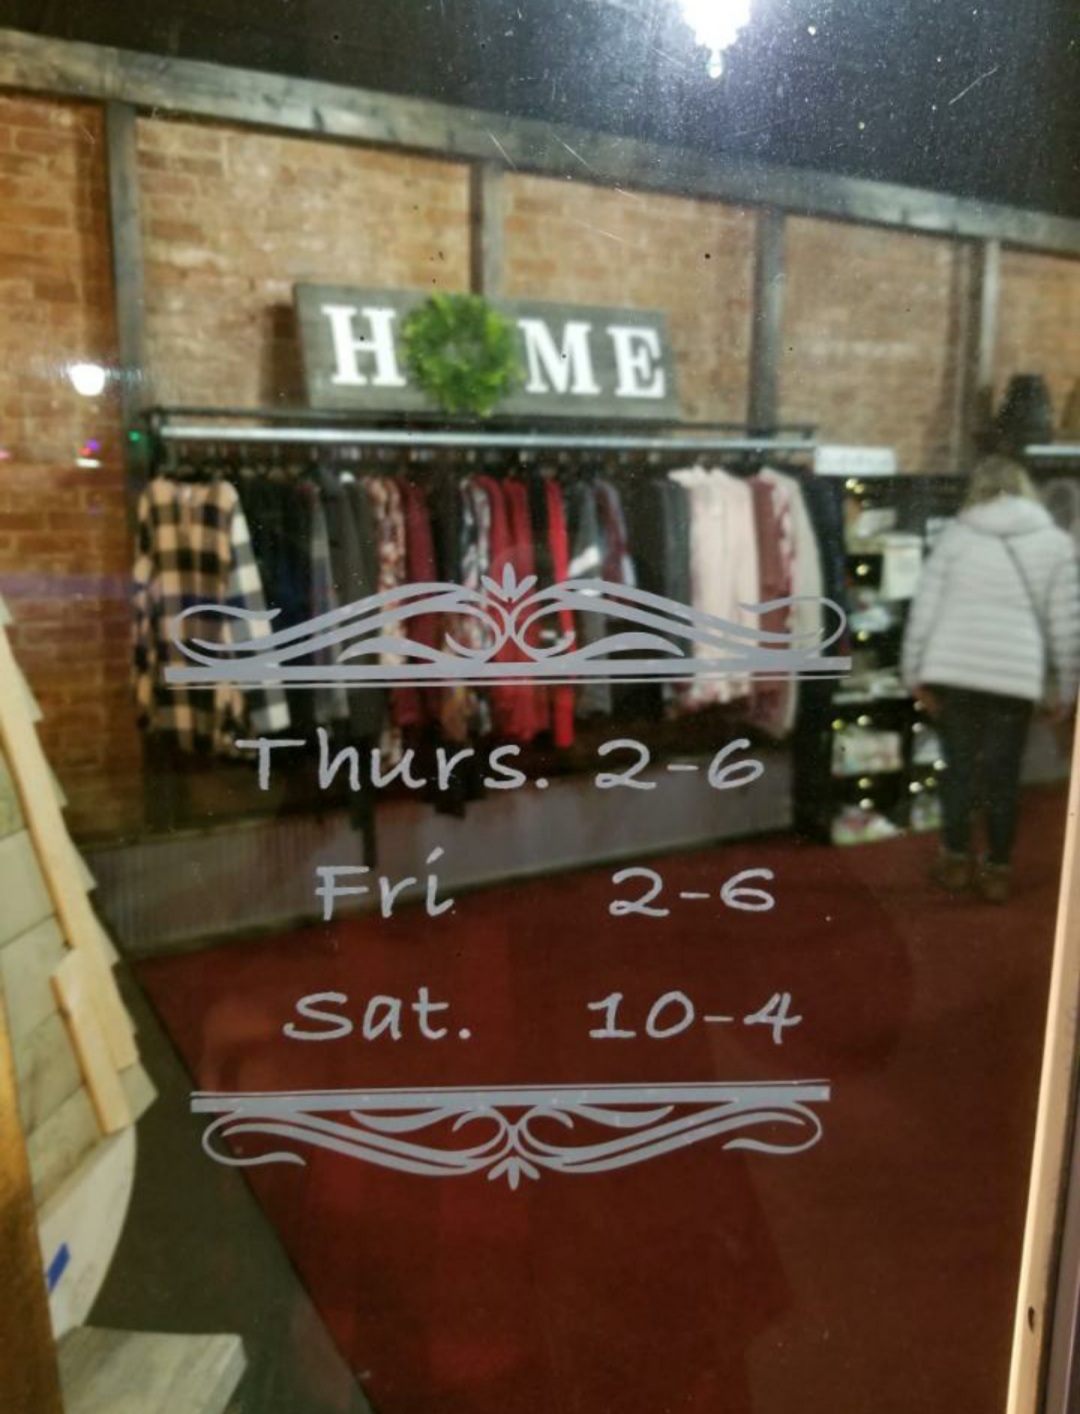 H ME
Thurs. 2-6
Fri 2-6
Sat. 10-4